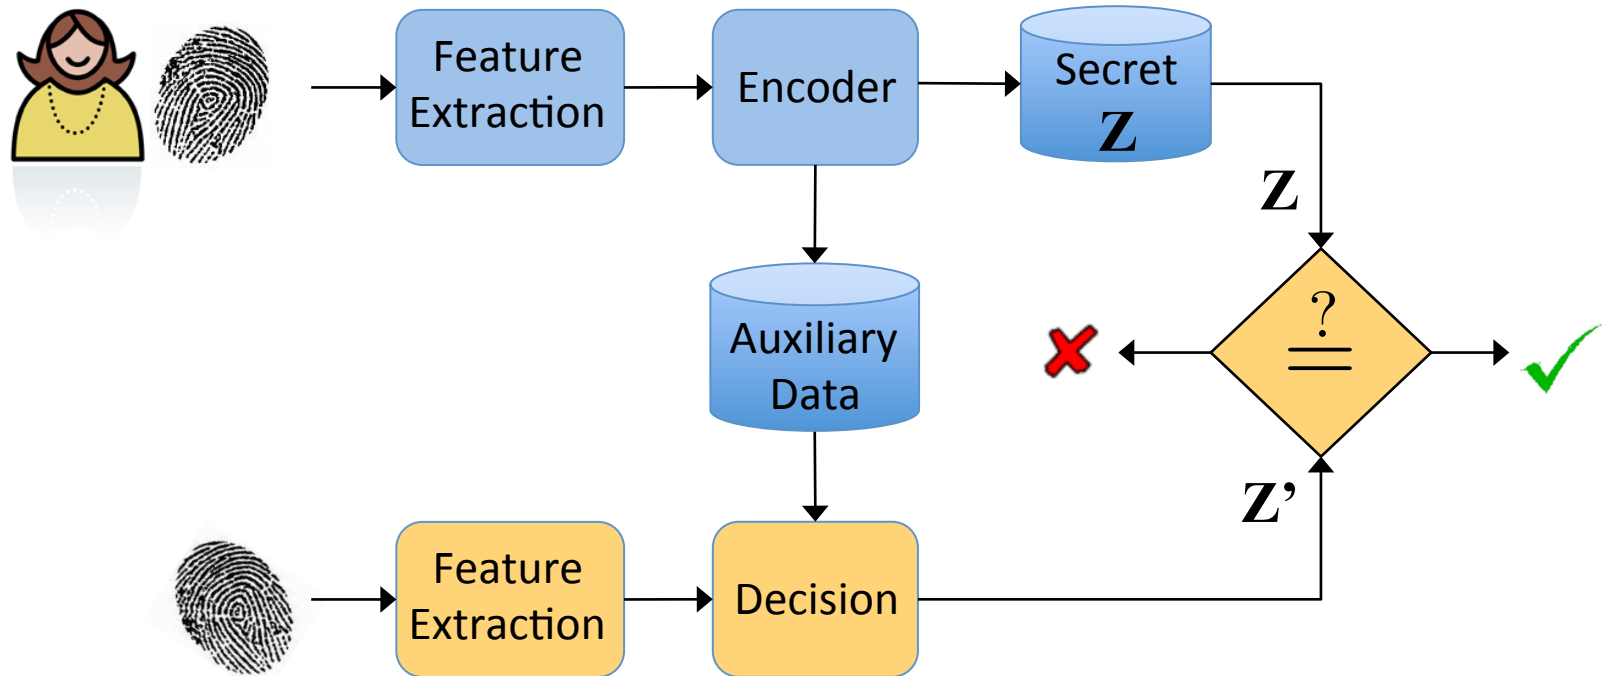 Feature
Extraction
Encoder
Secret
Z
Z
?
=
Auxiliary
Data
Z’
Feature
Extraction
Decision